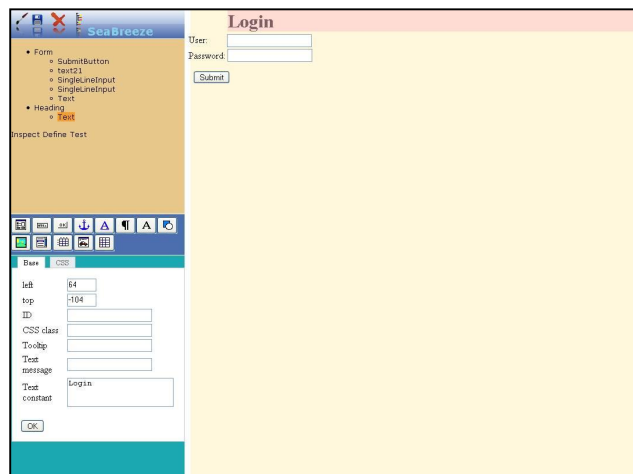 SeaBreeze
Form
SubmitButton
text21
SingleLineInput
SingleLineInput
Text
Heading
Text
Inspect Define Test
Base CSS
left 64
top -104
ID
CSS class
Tooltip
Text
message
Text
constant
Login
OK
Login
User:
Password:
Submit